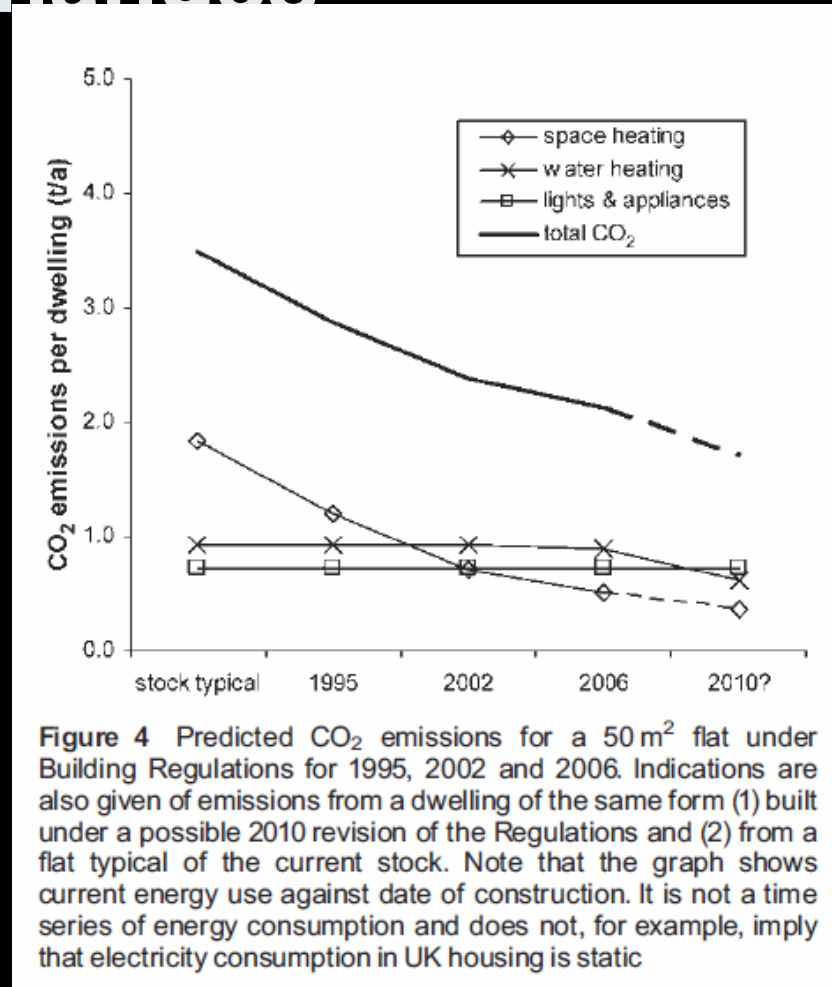 5.0
4.0
3.0
2.0
1.0
0.0
CO2 emissions per dwelling (t/a)
space heating
water heating
lights & appliances
total CO2
stock typical 1995 2002 2006 2010?
Figure 4 Predicted CO2 emissions for a 50 m2 flat under
Building Regulations for 1995, 2002 and 2006. Indications are
also given of emissions from a dwelling of the same form (1) built
under a possible 2010 revision of the Regulations and (2) from a
flat typical of the current stock. Note that the graph shows
current energy use against date of construction. It is not a time
series of energy consumption and does not, for example, imply
that electricity consumption in UK housing is static